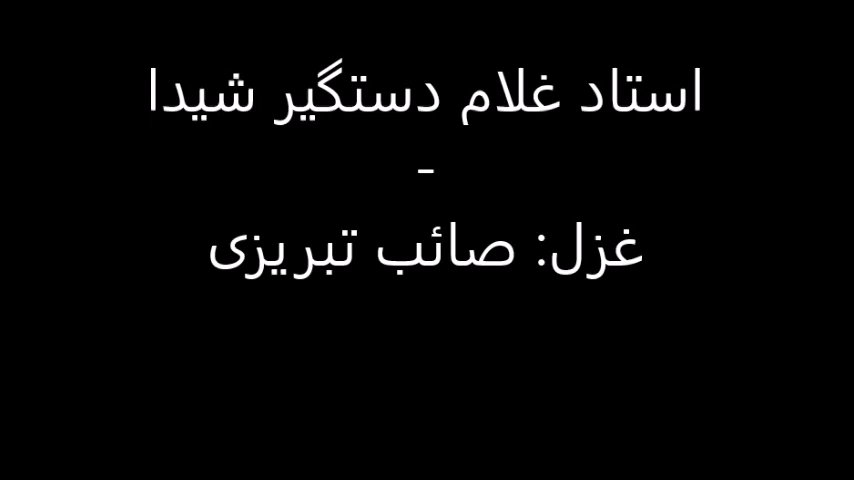 استاد غلام دستگیر شیدا
-
غزل: صائب تبریزی